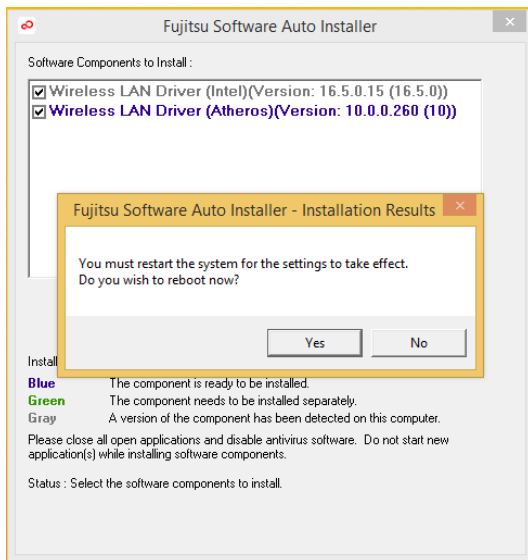 Fujitsu Software Auto Installer
Software Components to Install :
Wireless LAN Driver (Intel)(Version: 16.5.0.15 (16.5.0))
Wireless LAN Driver (Atheros)(Version: 10.0.0.260 (10))
Fujitsu Software Auto Installer - Installation Results
You must restart the system for the settings to take effect.
Do you wish to reboot now?
Yes No
Install
Blue The component is ready to be installed.
Green The component needs to be installed separately.
Gray A version of the component has been detected on this computer.
Please close all open applications and disable antivirus software. Do not start new
application(s) while installing software components.
Status : Select the software components to install.